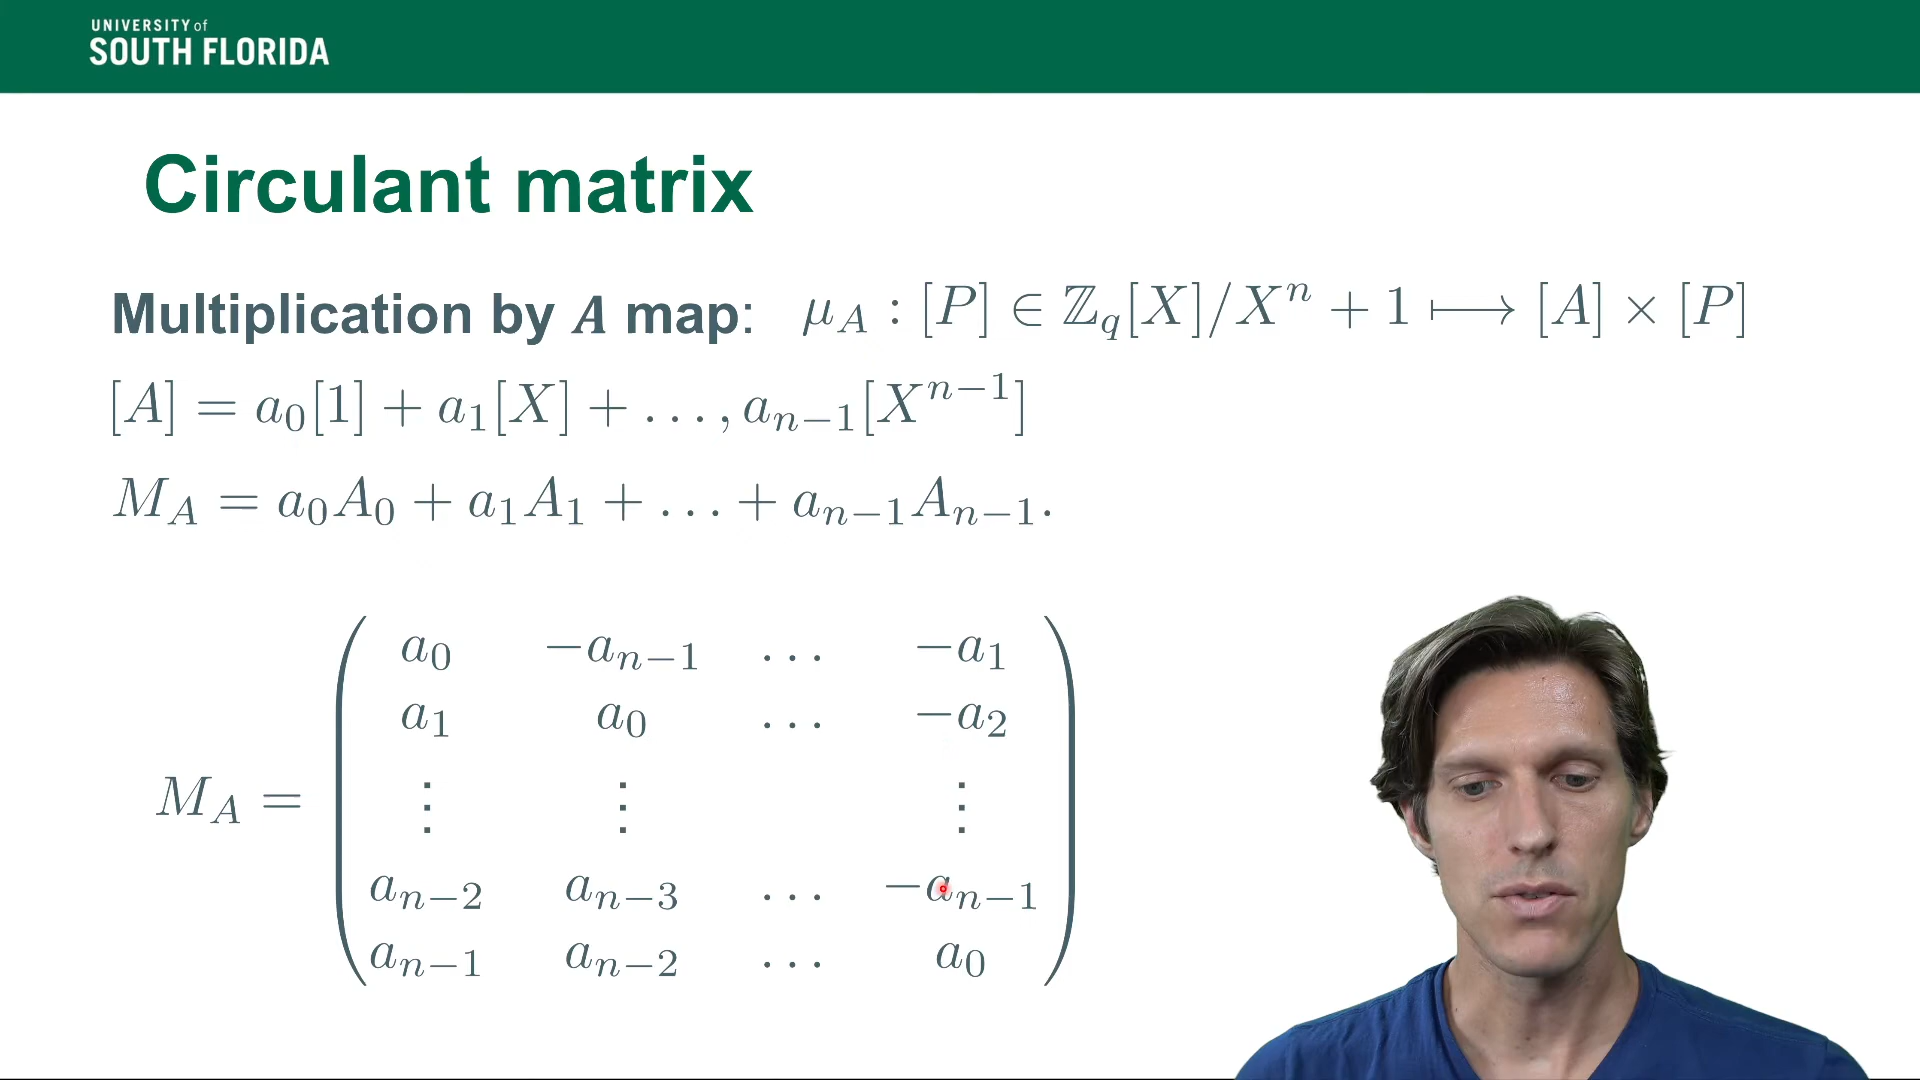 UNIVERSITY of
SOUTH FLORIDA
Circulant matrix
Multiplication by A map: μ_A : [P] ∈ ℤ_q[X]/X^n + 1 ⟼ [A] × [P]
[A] = a_0[1] + a_1[X] + . . . , a_{n−1}[X^{n−1}]
M_A = a_0A_0 + a_1A_1 + . . . + a_{n−1}A_{n−1}.
a_0 −a_{n−1} . . . −a_1
a_1 a_0 . . . −a_2
M_A = ( ⋮ ⋮ ⋮ )
a_{n−2} a_{n−3} . . . −a_{n−1}
a_{n−1} a_{n−2} . . . a_0